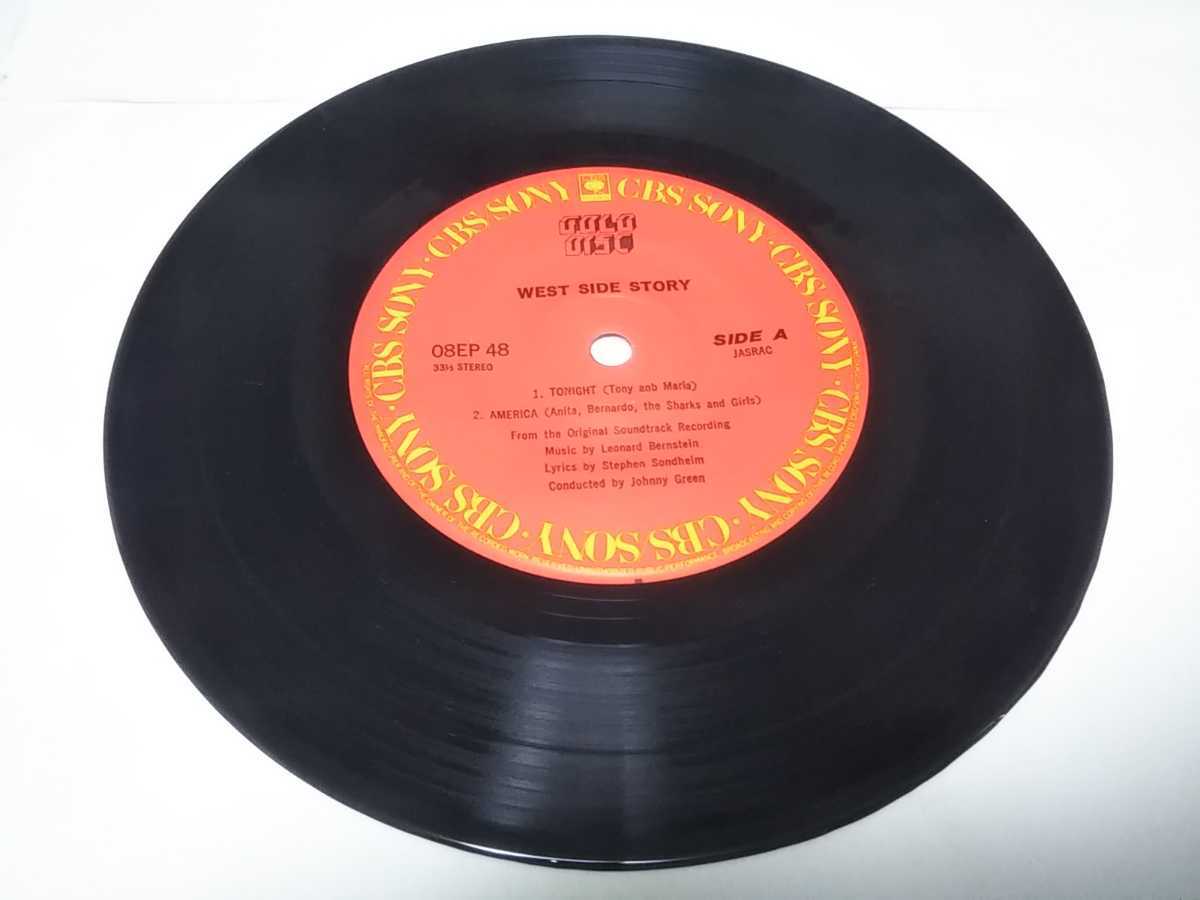 CBS SONY · CBS SONY · CBS SONY · CBS SONY · CBS SONY · CBS SONY · CBS SONY · CBS SONY
GOLD
DISC
WEST SIDE STORY
08EP 48
33⅓ STEREO
SIDE A
JASRAC
1. TONIGHT (Tony anb Maria)
2. AMERICA (Anita, Bernardo, the Sharks and Girls)
From the Original Soundtrack Recording
Music by Leonard Bernstein
Lyrics by Stephen Sondheim
Conducted by Johnny Green